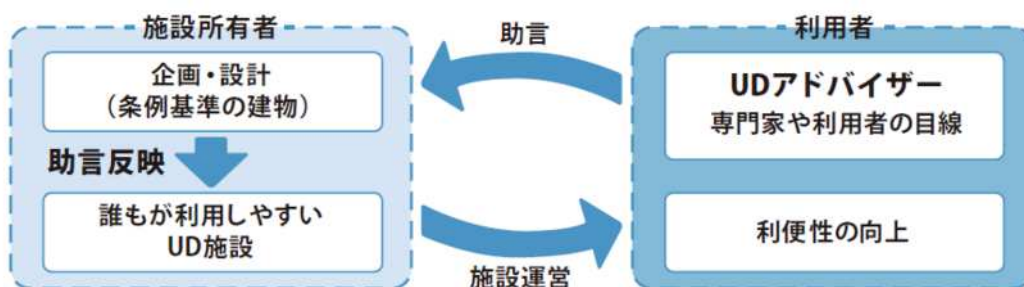 施設所有者
企画・設計
（条例基準の建物）
助言反映
誰もが利用しやすい
UD施設
助言
施設運営
利用者
UDアドバイザー
専門家や利用者の目線
利便性の向上